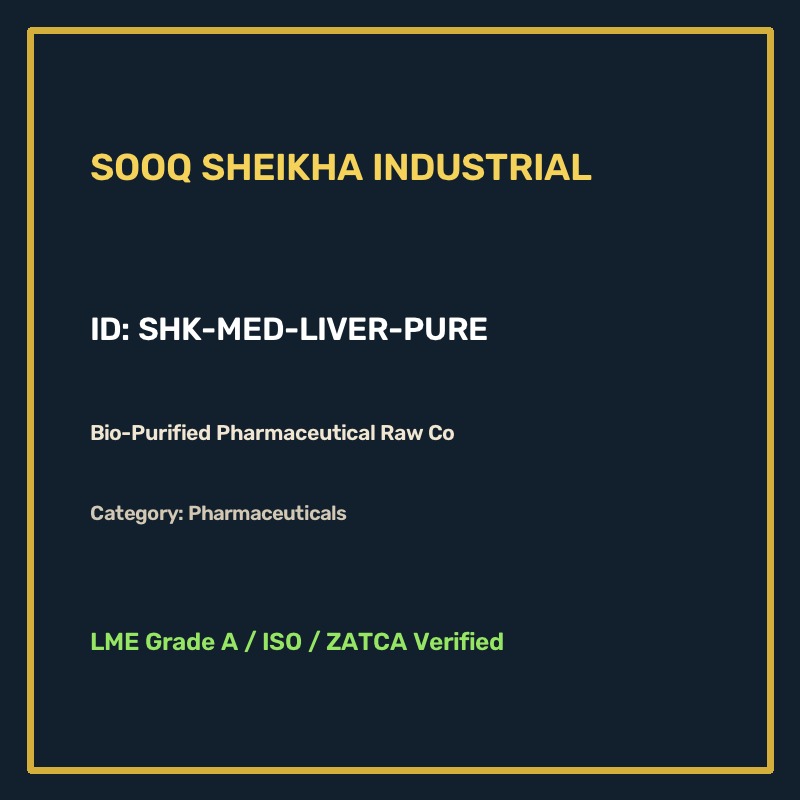 SOOQ SHEIKHA INDUSTRIAL
ID: SHK-MED-LIVER-PURE
Bio-Purified Pharmaceutical Raw Co
Category: Pharmaceuticals
LME Grade A / ISO / ZATCA Verified